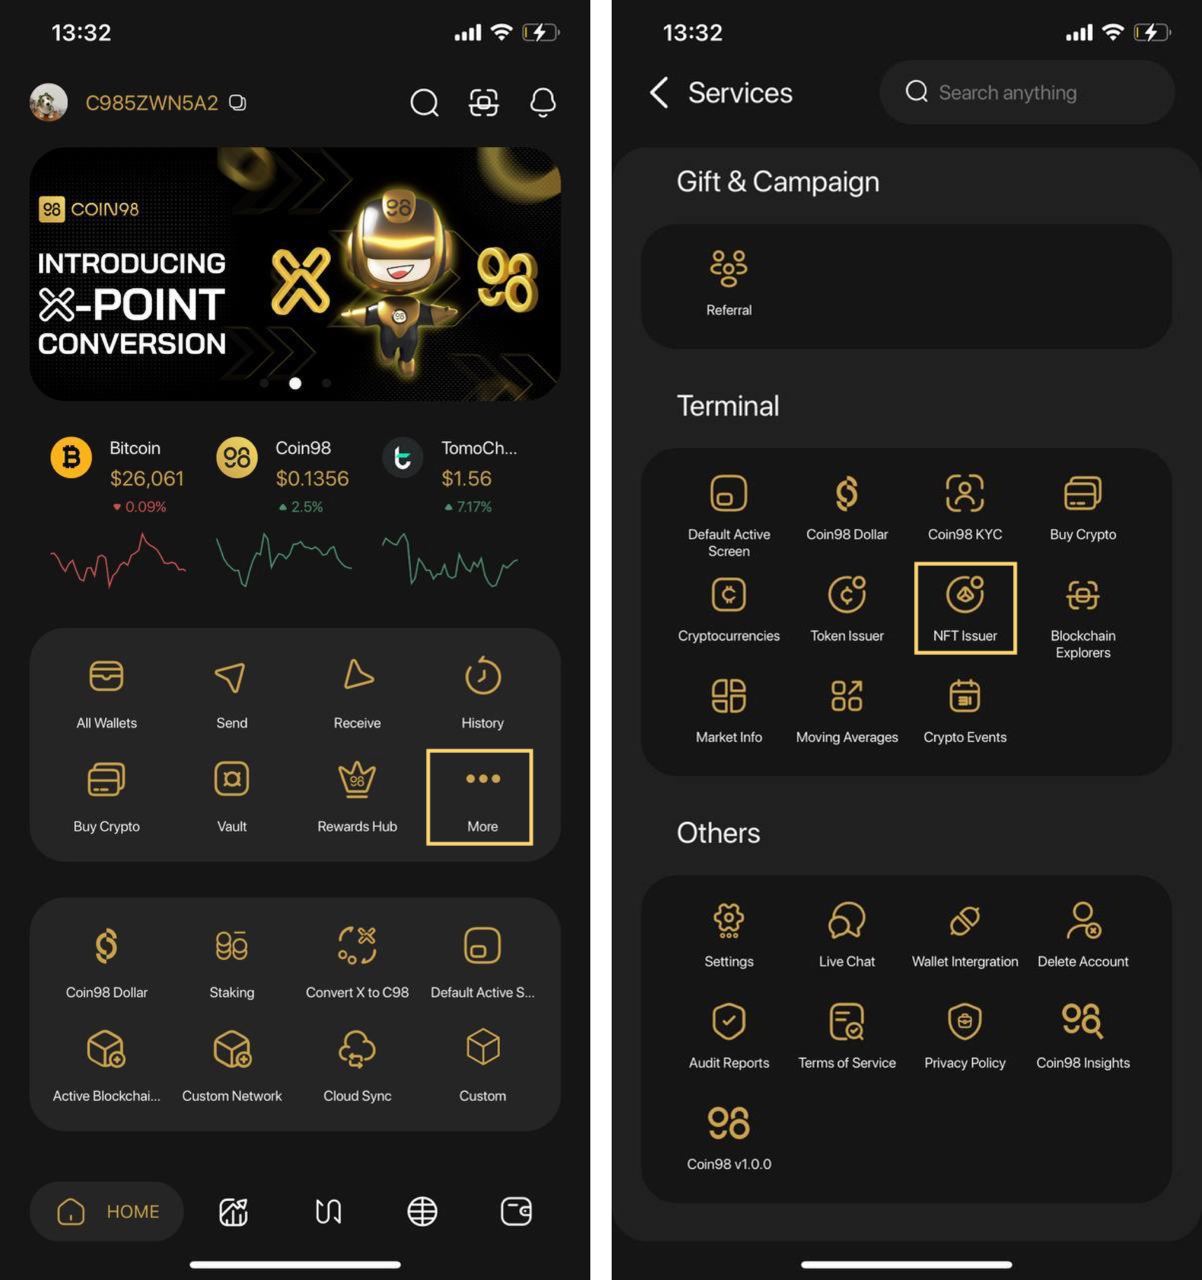 13:32
C985ZWN5A2
98 COIN98
INTRODUCING
X-POINT
CONVERSION
Bitcoin
$26,061
0.09%
Coin98
$0.1356
2.5%
TomoCh...
$1.56
7.17%
All Wallets
Send
Receive
History
Buy Crypto
Vault
Rewards Hub
More
Coin98 Dollar
Staking
Convert X to C98
Default Active S...
Active Blockchai...
Custom Network
Cloud Sync
Custom
HOME
13:32
Services
Search anything
Gift & Campaign
Referral
Terminal
Default Active
Screen
Coin98 Dollar
Coin98 KYC
Buy Crypto
Cryptocurrencies
Token Issuer
NFT Issuer
Blockchain
Explorers
Market Info
Moving Averages
Crypto Events
Others
Settings
Live Chat
Wallet Intergration
Delete Account
Audit Reports
Terms of Service
Privacy Policy
Coin98 Insights
98
Coin98 v1.0.0